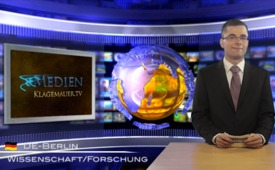 MEDIEN
KLAGEMAUER.TV
DE-BERLIN
WISSENSCHAFT/FORSCHUNG